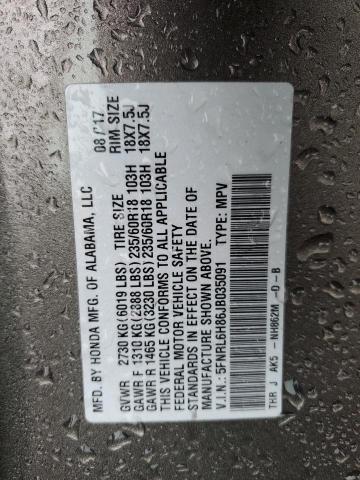 MFD. BY HONDA MFG. OF ALABAMA, LLC 08/'17
GVWR 2730 KG(6019 LBS) TIRE SIZE RIM SIZE
GAWR F 1310 KG(2888 LBS)235/60R18 103H 18X7.5J
GAWR R 1465 KG(3230 LBS)235/60R18 103H 18X7.5J
THIS VEHICLE CONFORMS TO ALL APPLICABLE
FEDERAL MOTOR VEHICLE SAFETY
STANDARDS IN EFFECT ON THE DATE OF
MANUFACTURE SHOWN ABOVE.
V.I.N.: 5FNRL6H86JB035091 TYPE: MPV
THR J AK5 - NH862M -D -B